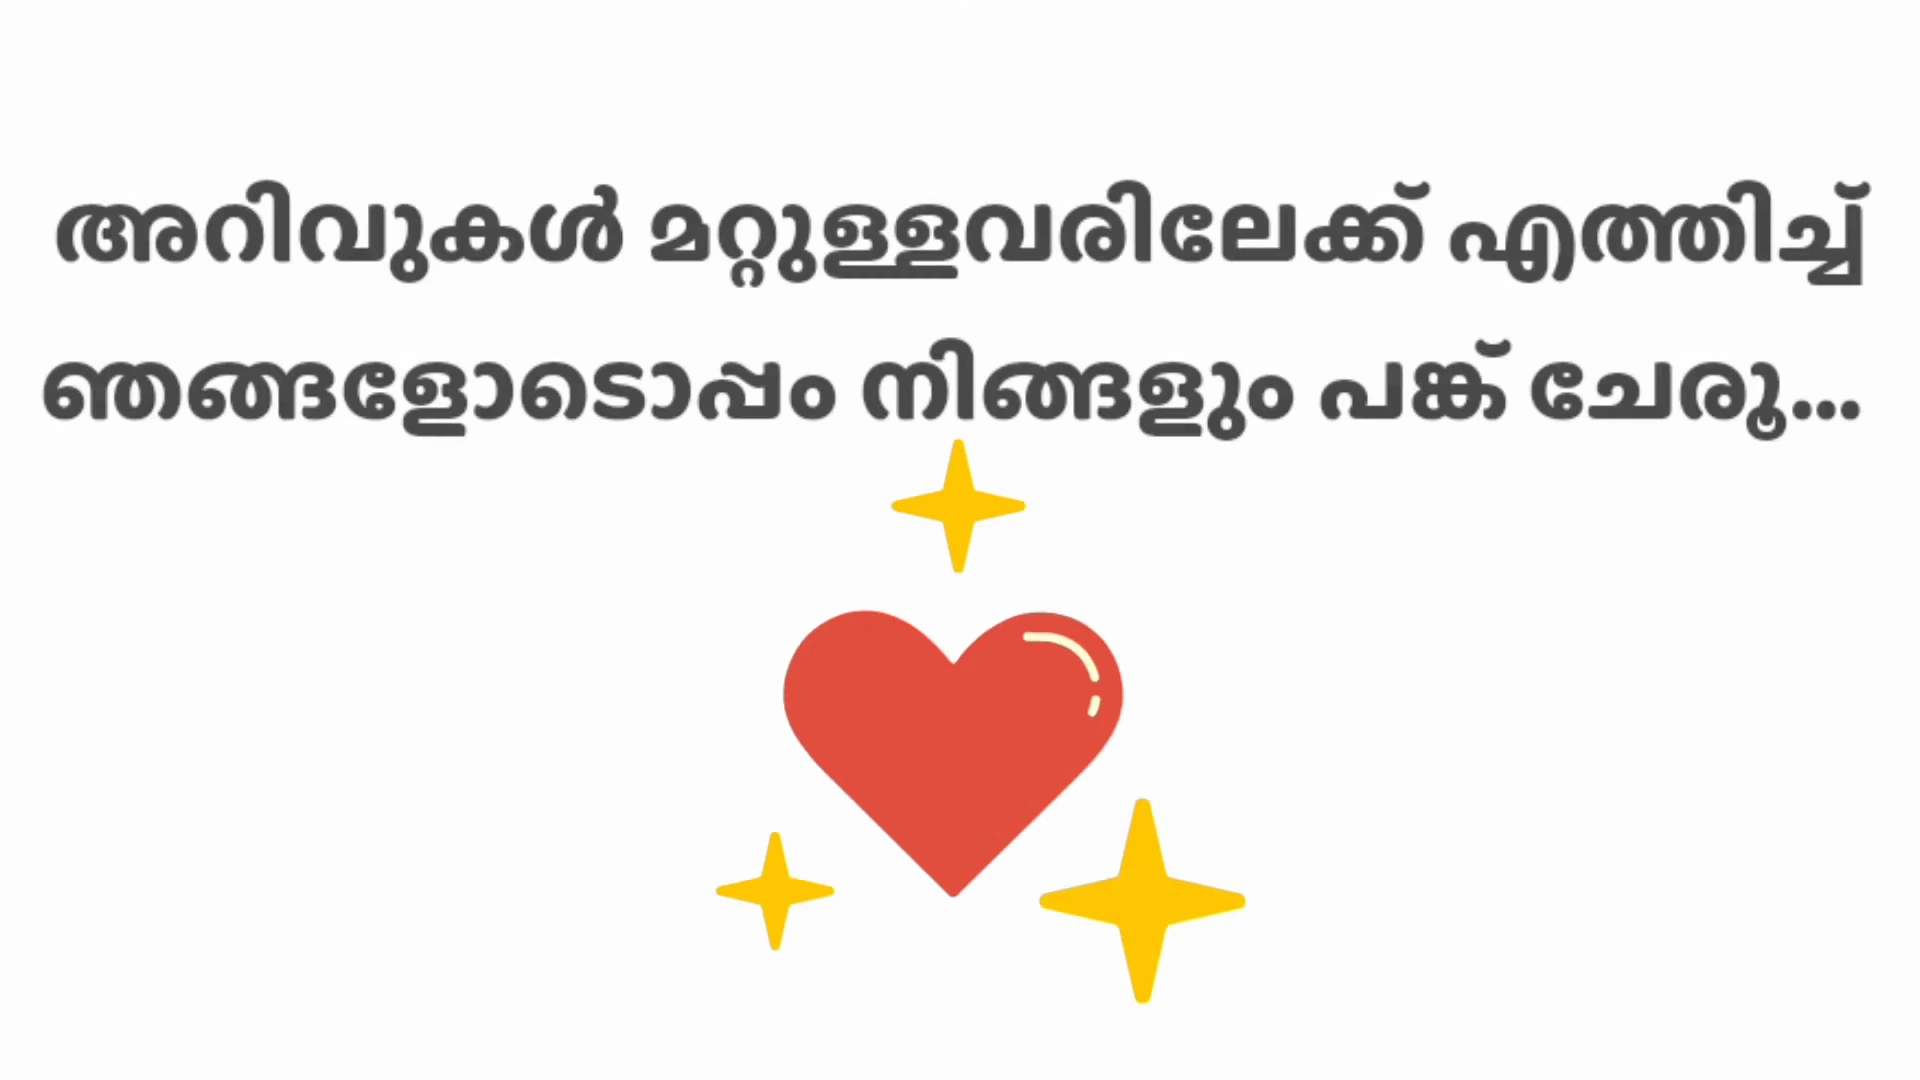 അറിവുകൾ മറ്റുള്ളവരിലേക്ക് എത്തിച്ച്
ഞങ്ങളോടൊപ്പം നിങ്ങളും പങ്ക് ചേരൂ...